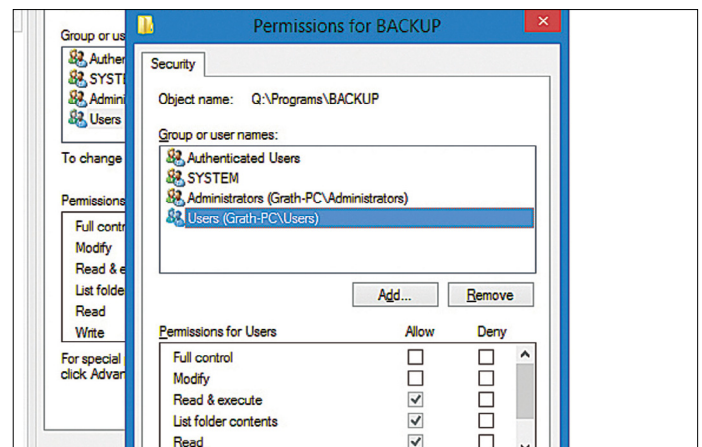 Permissions for BACKUP
Security
Object name: Q:\Programs\BACKUP
Group or user names:
Authenticated Users
SYSTEM
Administrators (Grath-PC\Administrators)
Users (Grath-PC\Users)
Add... Remove
Permissions for Users Allow Deny
Full control
Modify
Read & execute
List folder contents
Read
Group or us
Authen
SYSTE
Admini
Users
To change
Permissions
Full contr
Modify
Read & e
List folde
Read
Write
For special
click Advan